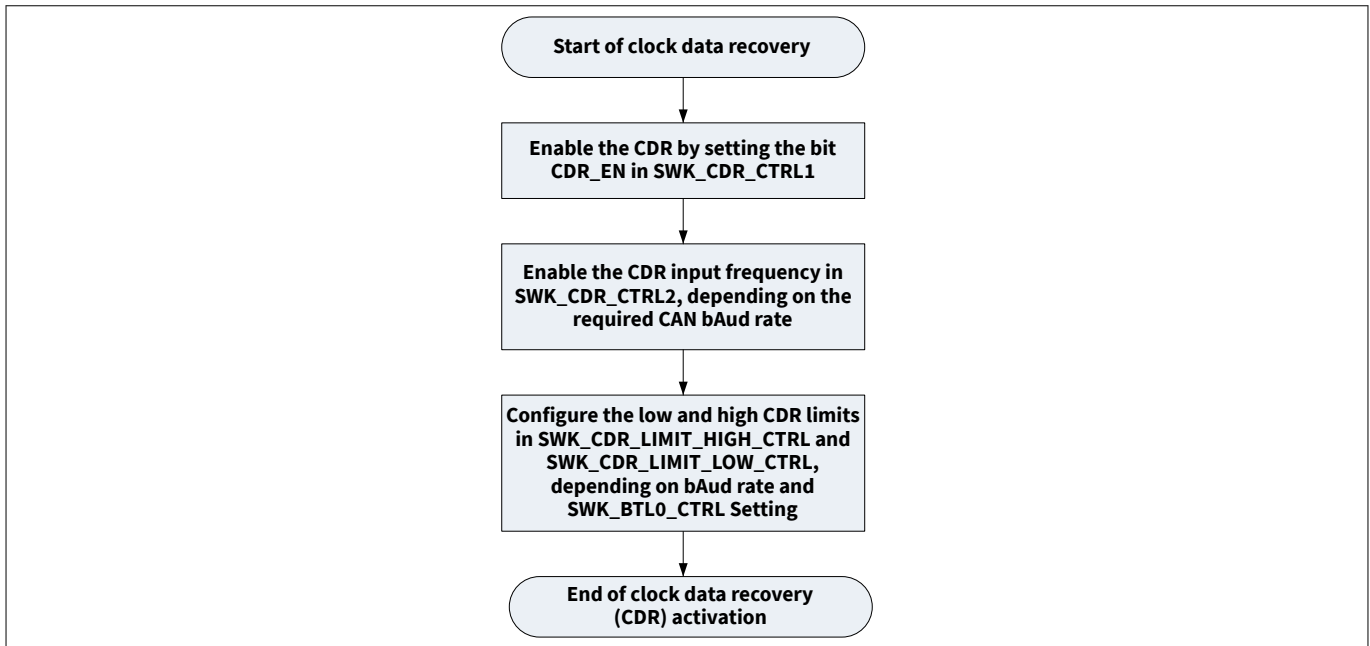 Start of clock data recovery
Enable the CDR by setting the bit
CDR_EN in SWK_CDR_CTRL1
Enable the CDR input frequency in
SWK_CDR_CTRL2, depending on the
required CAN bAud rate
Configure the low and high CDR limits
in SWK_CDR_LIMIT_HIGH_CTRL and
SWK_CDR_LIMIT_LOW_CTRL,
depending on bAud rate and
SWK_BTL0_CTRL Setting
End of clock data recovery
(CDR) activation